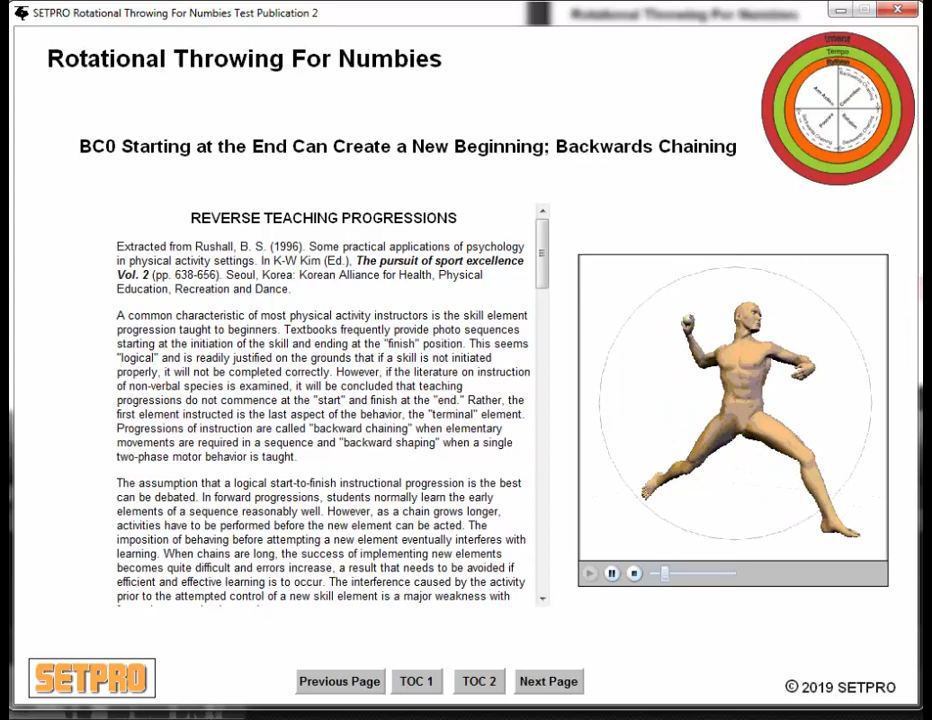 SETPRO Rotational Throwing For Numbies Test Publication 2
Rotational Throwing For Numbies
Rotational Throwing For Numbies
Tempo
BC0 Starting at the End Can Create a New Beginning; Backwards Chaining
REVERSE TEACHING PROGRESSIONS
Extracted from Rushall, B. S. (1996). Some practical applications of psychology
in physical activity settings. In K-W Kim (Ed.), The pursuit of sport excellence
Vol. 2 (pp. 638-656). Seoul, Korea: Korean Alliance for Health, Physical
Education, Recreation and Dance.
A common characteristic of most physical activity instructors is the skill element
progression taught to beginners. Textbooks frequently provide photo sequences
starting at the initiation of the skill and ending at the "finish" position. This seems
"logical" and is readily justified on the grounds that if a skill is not initiated
properly, it will not be completed correctly. However, if the literature on instruction
of non-verbal species is examined, it will be concluded that teaching
progressions do not commence at the "start" and finish at the "end." Rather, the
first element instructed is the last aspect of the behavior, the "terminal" element.
Progressions of instruction are called "backward chaining" when elementary
movements are required in a sequence and "backward shaping" when a single
two-phase motor behavior is taught.
The assumption that a logical start-to-finish instructional progression is the best
can be debated. In forward progressions, students normally learn the early
elements of a sequence reasonably well. However, as a chain grows longer,
activities have to be performed before the new element can be acted. The
imposition of behaving before attempting a new element eventually interferes with
learning. When chains are long, the success of implementing new elements
becomes quite difficult and errors increase, a result that needs to be avoided if
efficient and effective learning is to occur. The interference caused by the activity
prior to the attempted control of a new skill element is a major weakness with
SETPRO
Previous Page
TOC 1
TOC 2
Next Page
© 2019 SETPRO